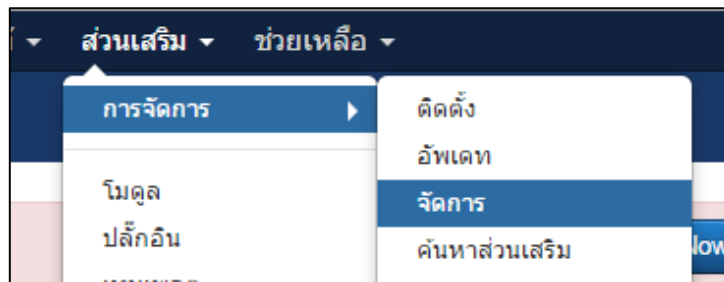 ส่วนเสริม ช่วยเหลือ
การจัดการ
โมดูล
ปลั๊กอิน
ติดตั้ง
อัพเดท
จัดการ
ค้นหาส่วนเสริม